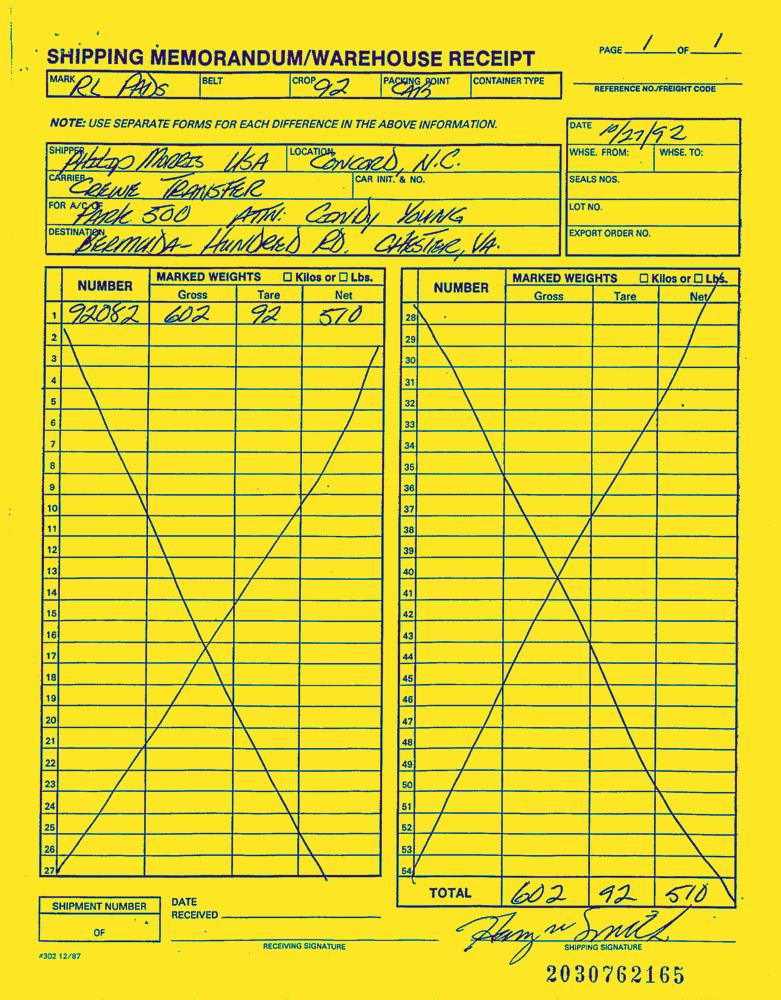 PAGE 1 OF 1
SHIPPING MEMORANDUM/WAREHOUSE RECEIPT
MARK RL PADS BELT CROP 92 PACKING POINT CAB CONTAINER TYPE
REFERENCE NO./FREIGHT CODE
NOTE: USE SEPARATE FORMS FOR EACH DIFFERENCE IN THE ABOVE INFORMATION.
DATE 10/27/92
SHIPPER Philip Morris USA LOCATION Concord, N.C.
WHSE. FROM: WHSE. TO:
CARRIER Crewe Transfer CAR INIT. & NO.
SEALS NOS.
FOR A/C OF Park 500 Attn: Condy Young
LOT NO.
DESTINATION Bermuda Hundred Rd. Chester, Va.
EXPORT ORDER NO.
NUMBER MARKED WEIGHTS Kilos or Lbs. NUMBER MARKED WEIGHTS Kilos or Lbs.
Gross Tare Net Gross Tare Net
1 92082 602 92 510 28
2 29
3 30
4 31
5 32
6 33
7 34
8 35
9 36
10 37
11 38
12 39
13 40
14 41
15 42
16 43
17 44
18 45
19 46
20 47
21 48
22 49
23 50
24 51
25 52
26 53
27 54
TOTAL 602 92 510
SHIPMENT NUMBER
OF
DATE
RECEIVED
RECEIVING SIGNATURE
Smith
SHIPPING SIGNATURE
#302 12/87
2030762165